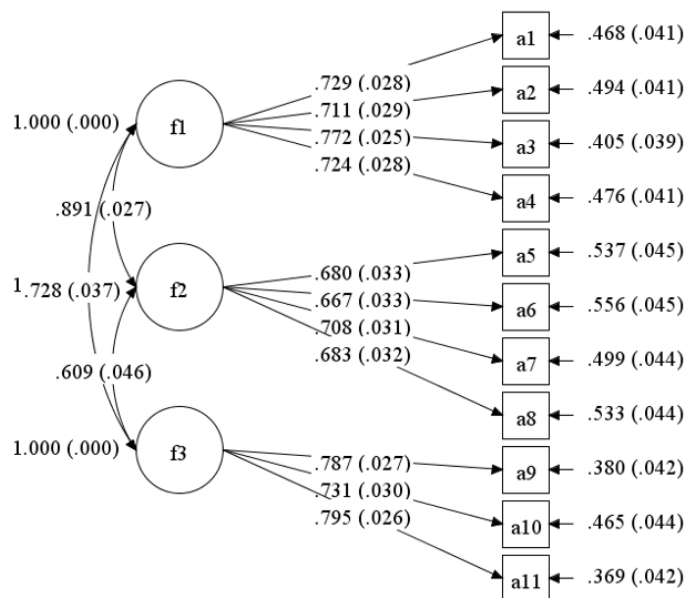 a1 .468 (.041)
.729 (.028)
.711 (.029) a2 .494 (.041)
1.000 (.000) f1
.772 (.025) a3 .405 (.039)
.724 (.028)
a4 .476 (.041)
.891 (.027)
a5 .537 (.045)
.680 (.033)
1.728 (.037) f2
.667 (.033) a6 .556 (.045)
.708 (.031)
.683 (.032) a7 .499 (.044)
.609 (.046)
a8 .533 (.044)
1.000 (.000) f3
.787 (.027) a9 .380 (.042)
.731 (.030)
.795 (.026) a10 .465 (.044)
a11 .369 (.042)